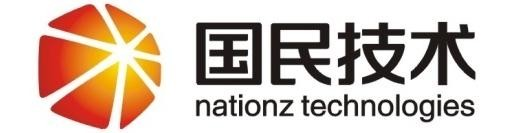 国民技术
nationz technologies